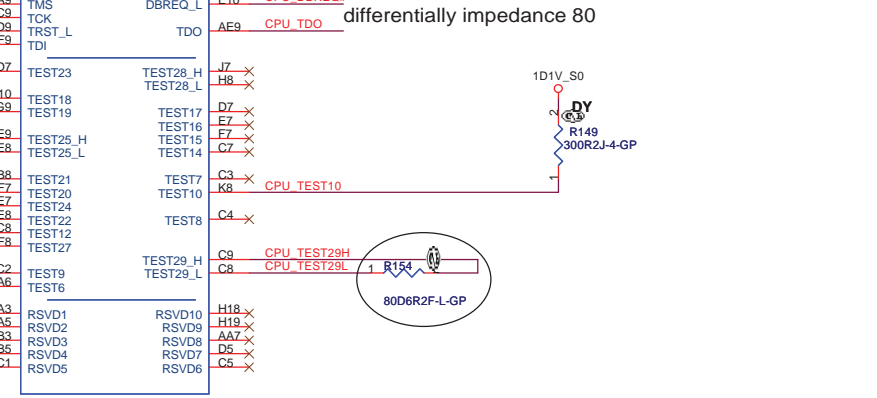 TMS
DBREQ_L
differentially impedance 80
TCK
TRST_L
TDO
AE9
CPU_TDO
TDI
TEST23
TEST28_H
J7
TEST28_L
H8
1D1V_S0
TEST18
TEST19
TEST17
D7
2
DY
TEST16
E7
R149
TEST25_H
TEST15
F7
300R2J-4-GP
TEST25_L
TEST14
C7
TEST21
TEST7
C3
1
TEST20
TEST10
K8
CPU_TEST10
TEST24
TEST22
TEST8
C4
TEST12
TEST27
TEST29_H
C9
CPU_TEST29H
TEST9
TEST29_L
C8
CPU_TEST29L
1
R154
TEST6
80D6R2F-L-GP
RSVD1
RSVD10
H18
RSVD2
RSVD9
H19
RSVD3
RSVD8
AA7
RSVD4
RSVD7
D5
RSVD5
RSVD6
C5